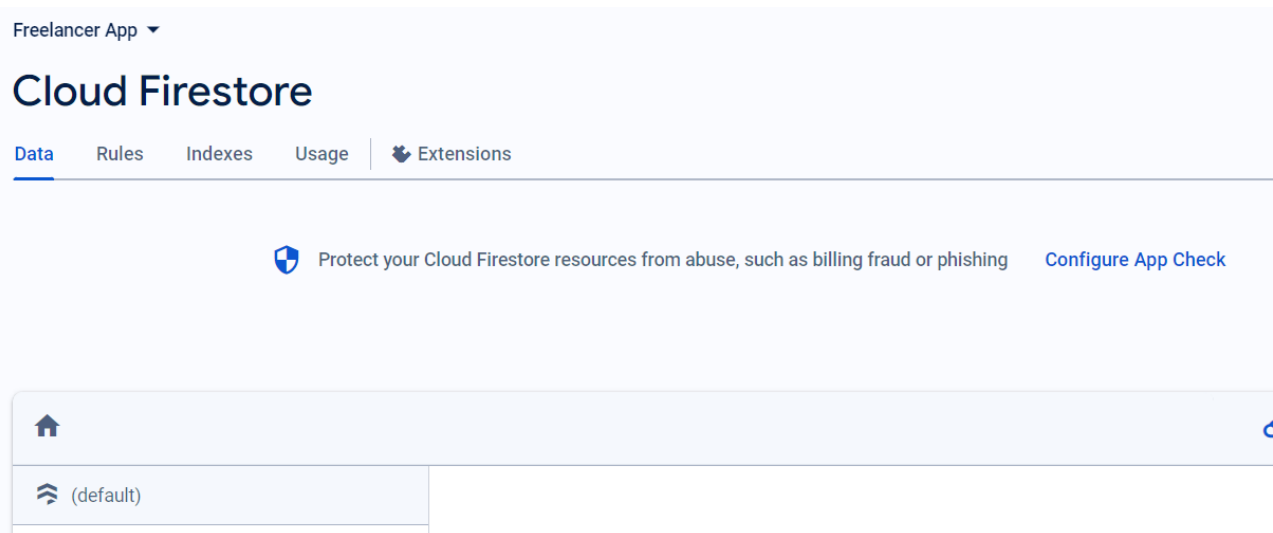 Freelancer App
Cloud Firestore
Data Rules Indexes Usage Extensions
Protect your Cloud Firestore resources from abuse, such as billing fraud or phishing Configure App Check
(default)